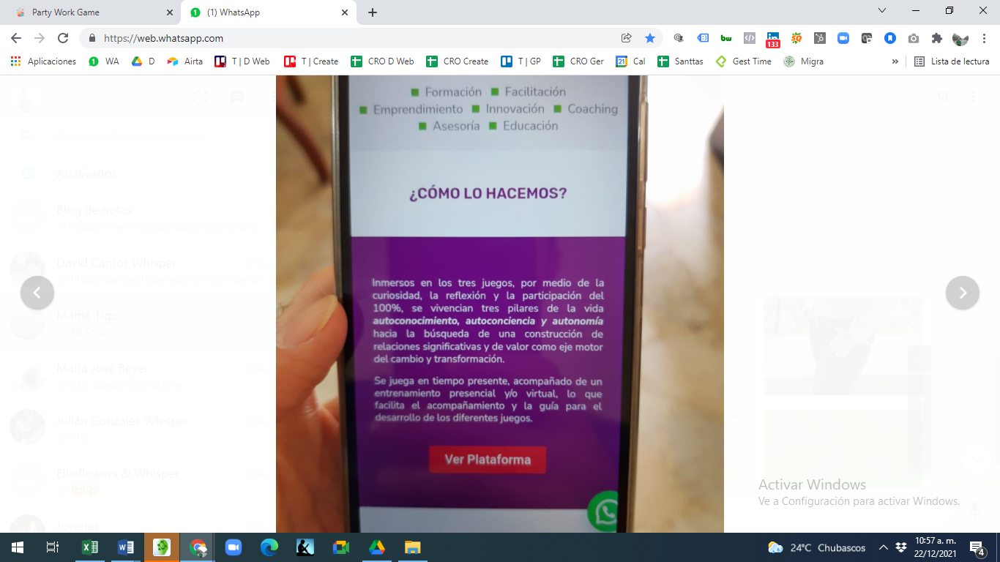 Party Work Game
(1) WhatsApp
https://web.whatsapp.com
133
Aplicaciones
WA
D
Airta
T | D Web
T | Create
CRO D Web
CRO Create
T | GP
CRO Ger
21
Cal
Santtas
Gest Time
Migra
»
Lista de lectura
Formación Facilitación
Emprendimiento Innovación Coaching
Asesoría Educación
¿CÓMO LO HACEMOS?
Inmersos en los tres juegos, por medio de la
curiosidad, la reflexión y la participación del
100%, se vivencian tres pilares de la vida
autoconocimiento, autoconciencia y autonomía
hacia la búsqueda de una construcción de
relaciones significativas y de valor como eje motor
del cambio y transformación.
Se juega en tiempo presente, acompañado de un
entrenamiento presencial y/o virtual, lo que
facilita el acompañamiento y la guía para el
desarrollo de los diferentes juegos.
Ver Plataforma
Archivados
Blog de notas
David Cantor Whisper
Mamá Tigo
Foto
Maria Jose Beyer
Julián Gonzales Whisper
Ellieflowers & Whisper
Jovenes
Activar Windows
Ve a Configuración para activar Windows.
24°C Chubascos
10:57 a. m.
22/12/2021
4